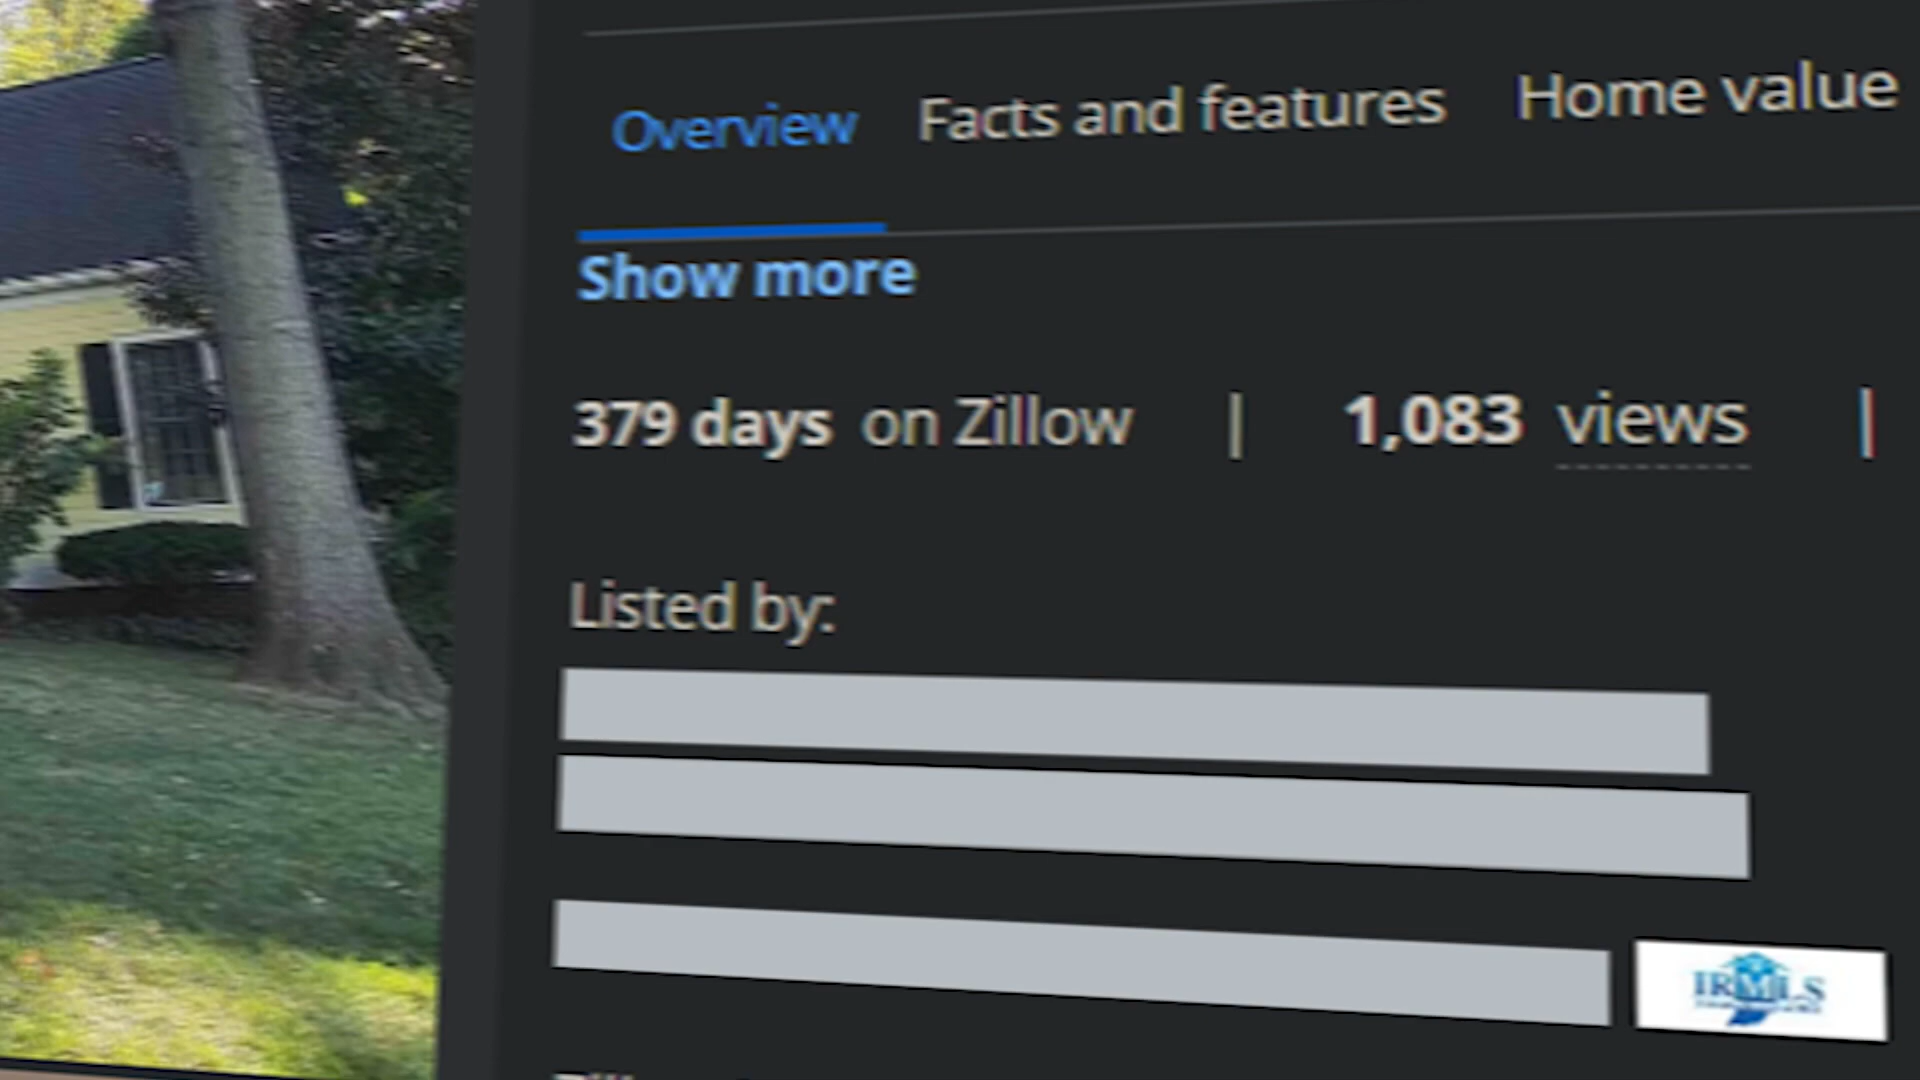 Overview Facts and features Home value
Show more
379 days on Zillow | 1,083 views |
Listed by:
IRMLS